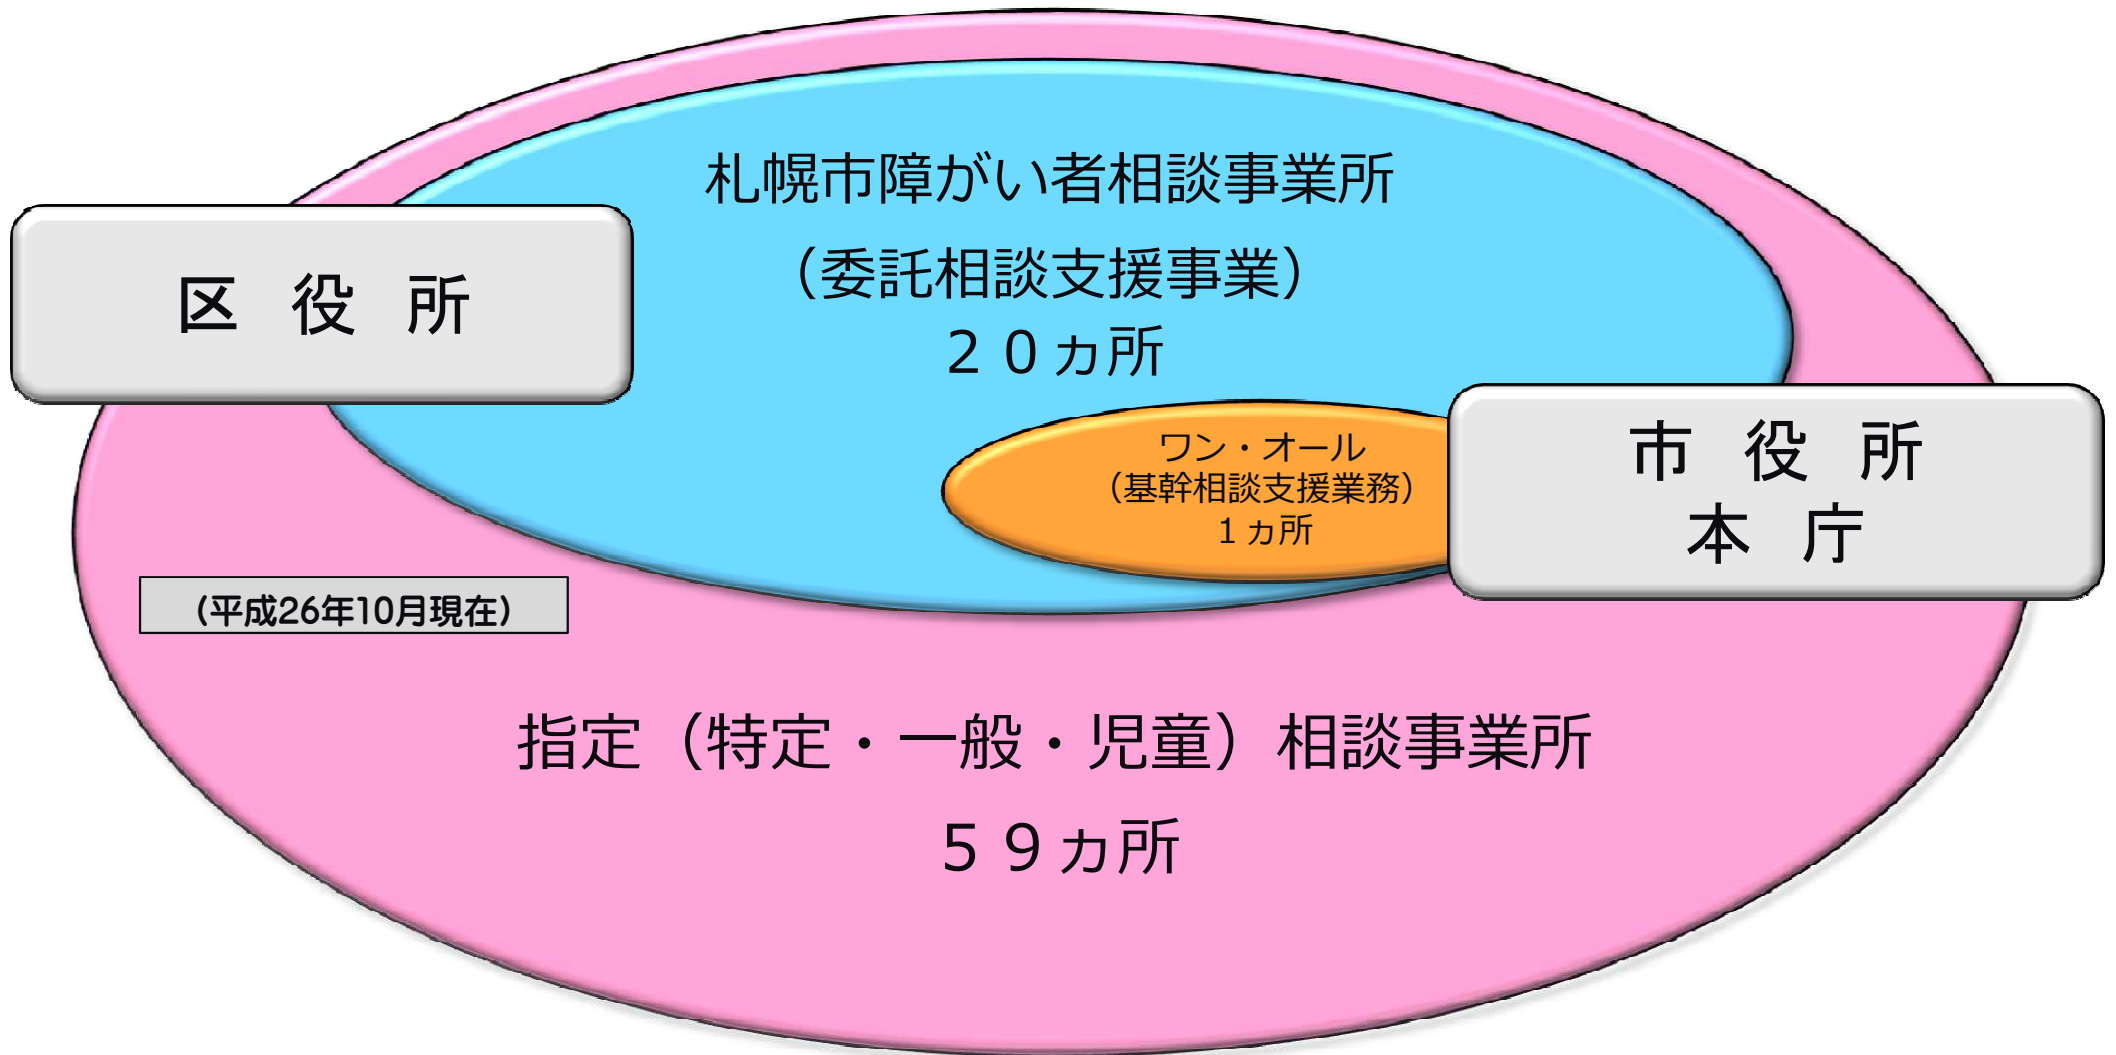 札幌市障がい者相談事業所
（委託相談支援事業）
２０ヵ所
区　役　所
ワン・オール
（基幹相談支援業務）
１ヵ所
市　役　所
本　庁
（平成26年10月現在）
指定（特定・一般・児童）相談事業所
５９ヵ所